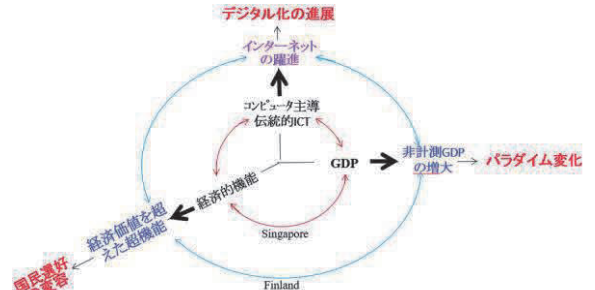 デジタル化の進展
インターネット
の躍進
コンピュータ主導
伝統的ICT
GDP
非計測GDP
の増大
パラダイム変化
経済的機能
経済価値を超
えた超機能
国民選好
の変容
Singapore
Finland